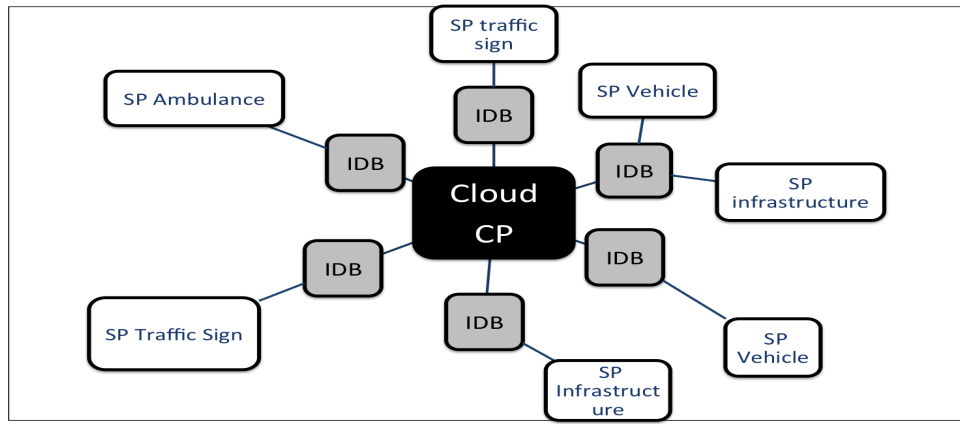 SP traffic
sign
SP Ambulance
SP Vehicle
IDB
IDB
IDB
SP
infrastructure
Cloud
CP
IDB
IDB
IDB
SP Traffic Sign
SP
Vehicle
SP
Infrastruct
ure